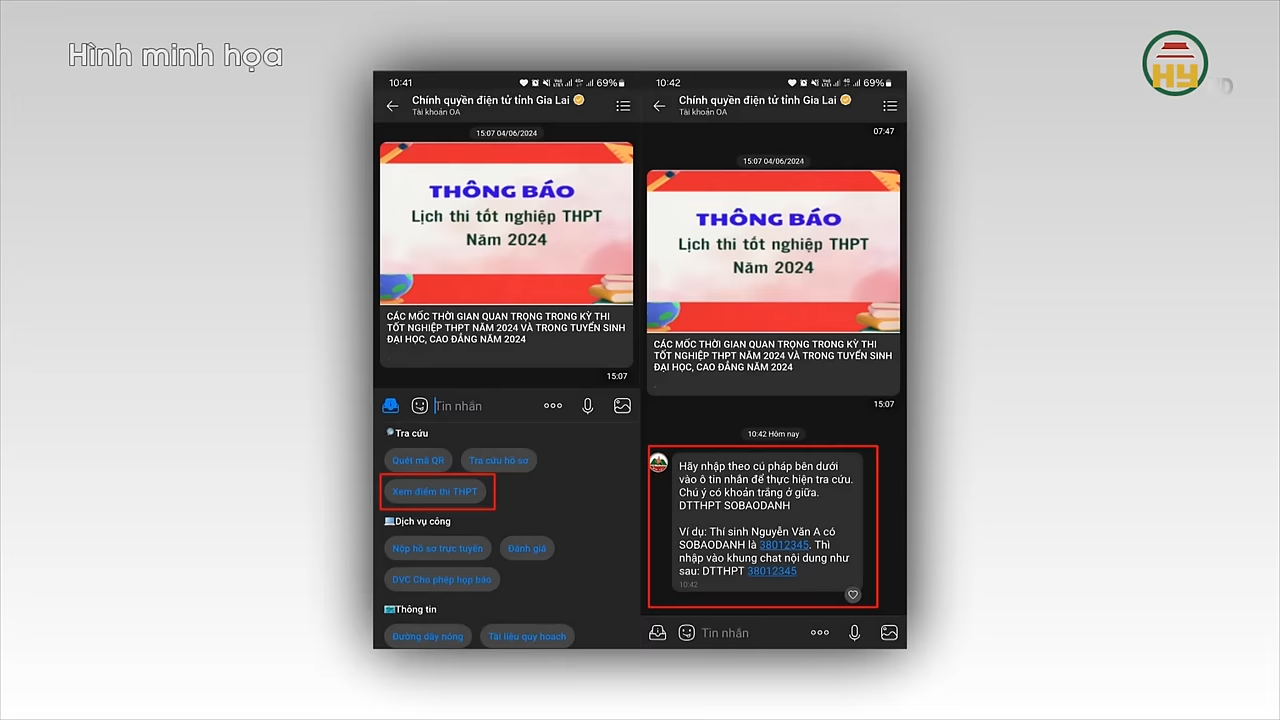 Hình minh họa
HY
10:41
69%
Chính quyền điện tử tỉnh Gia Lai
Tài khoản OA
15:07 04/06/2024
THÔNG BÁO
Lịch thi tốt nghiệp THPT
Năm 2024
CÁC MỐC THỜI GIAN QUAN TRỌNG TRONG KỲ THI
TỐT NGHIỆP THPT NĂM 2024 VÀ TRONG TUYỂN SINH
ĐẠI HỌC, CAO ĐẲNG NĂM 2024
15:07
Tin nhắn
Tra cứu
Quét mã QR
Tra cứu hồ sơ
Xem điểm thi THPT
Dịch vụ công
Nộp hồ sơ trực tuyến
Đánh giá
DVC Cho phép họp báo
Thông tin
Đường dây nóng
Tài liệu quy hoạch
10:42
69%
Chính quyền điện tử tỉnh Gia Lai
Tài khoản OA
07:47
15:07 04/06/2024
THÔNG BÁO
Lịch thi tốt nghiệp THPT
Năm 2024
CÁC MỐC THỜI GIAN QUAN TRỌNG TRONG KỲ THI
TỐT NGHIỆP THPT NĂM 2024 VÀ TRONG TUYỂN SINH
ĐẠI HỌC, CAO ĐẲNG NĂM 2024
15:07
10:42 Hôm nay
Hãy nhập theo cú pháp bên dưới
vào ô tin nhắn để thực hiện tra cứu.
Chú ý có khoản trắng ở giữa.
DTTHPT SOBAODANH
Ví dụ: Thí sinh Nguyễn Văn A có
SOBAODANH là 38012345. Thì
nhập vào khung chat nội dung như
sau: DTTHPT 38012345
10:42
Tin nhắn